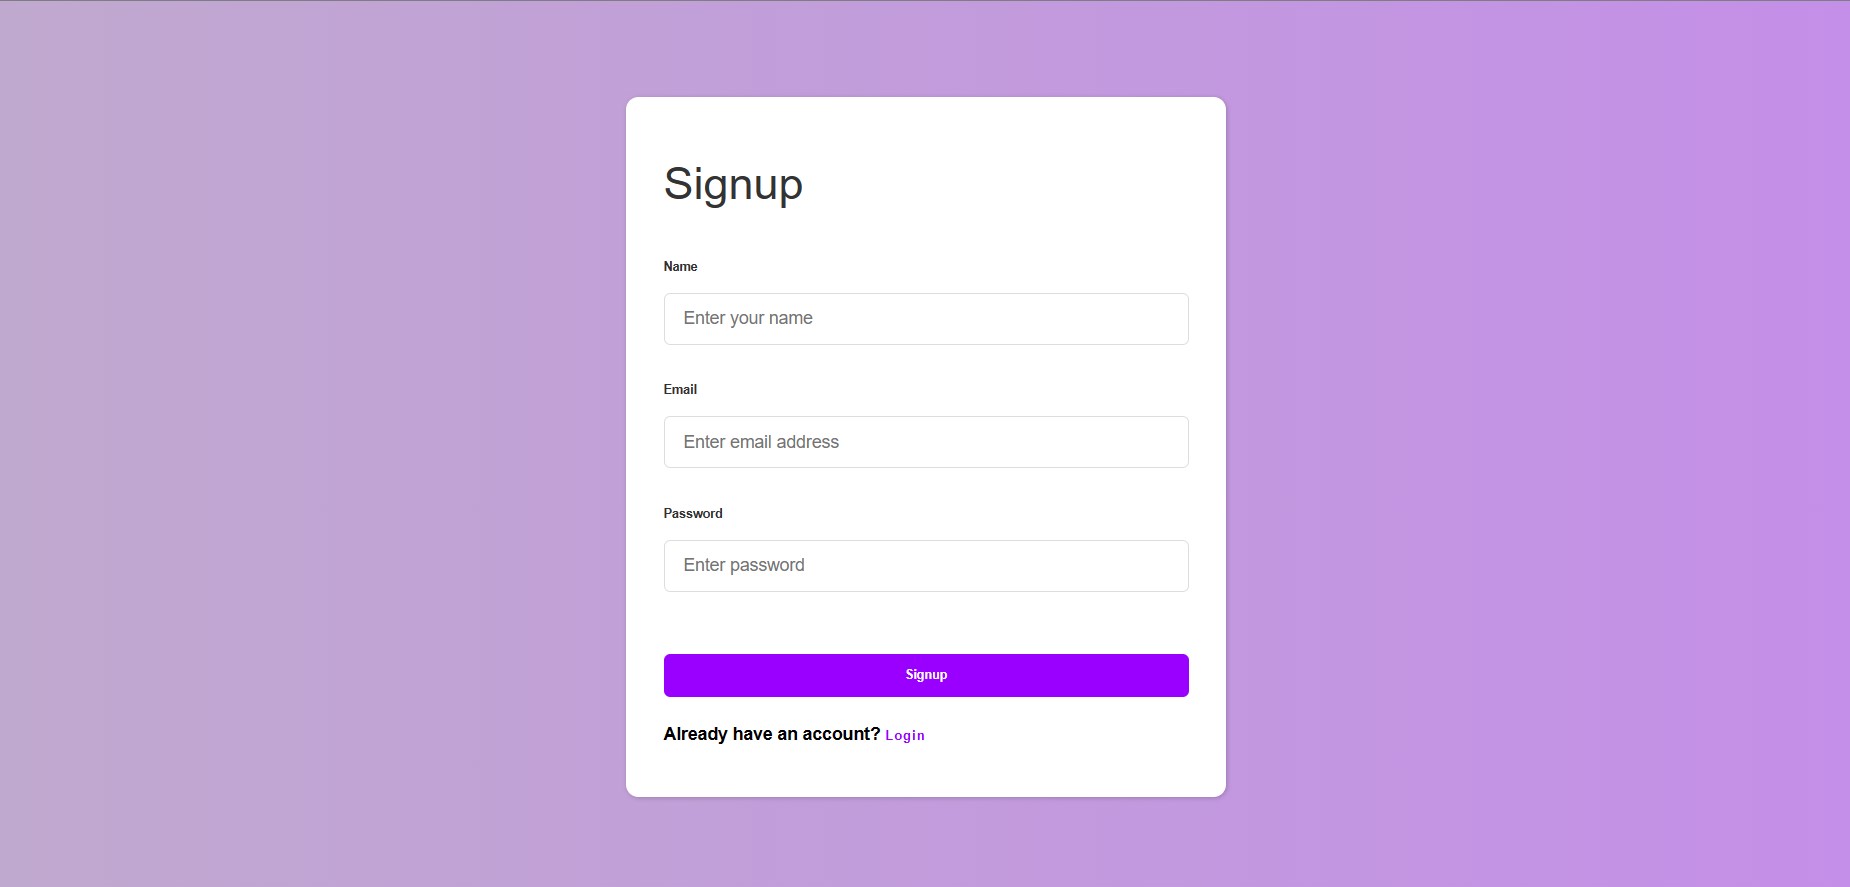 Signup
Name
Enter your name
Email
Enter email address
Password
Enter password
Signup
Already have an account? Login